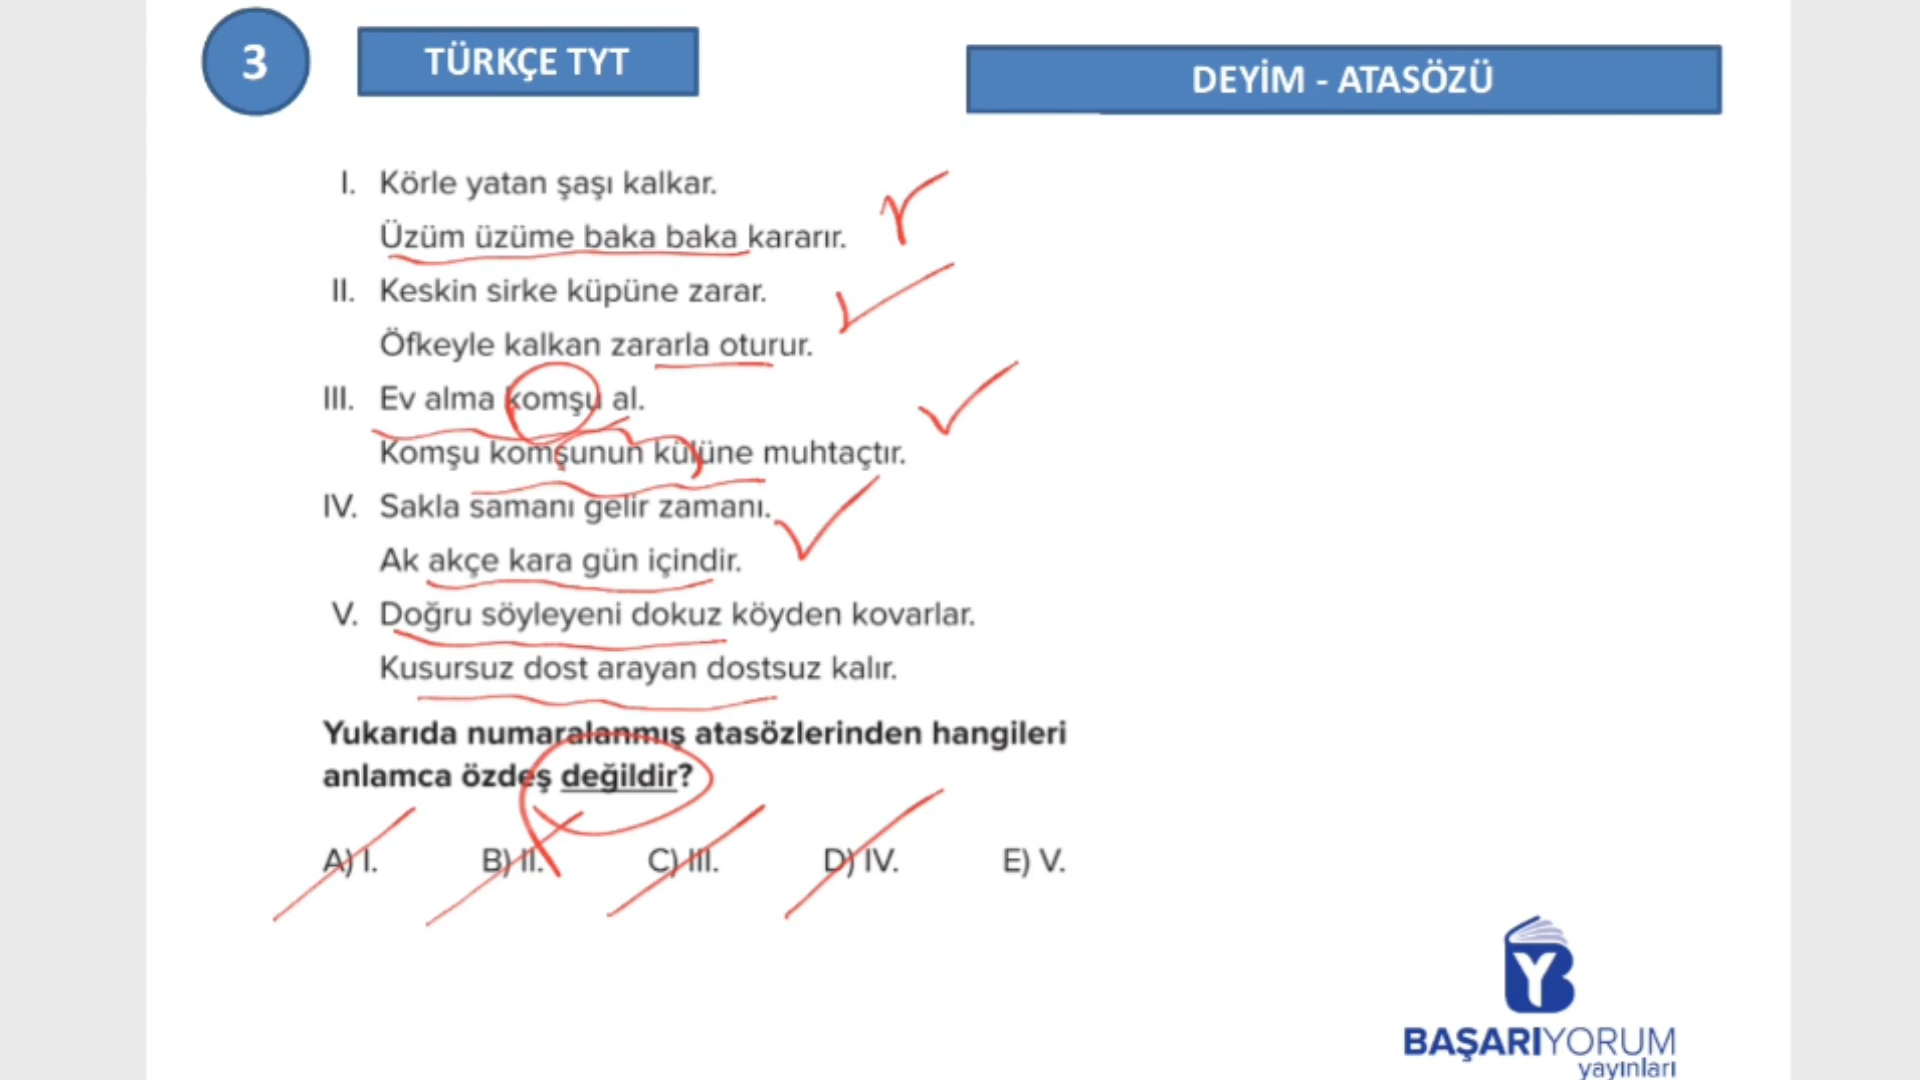 3
TÜRKÇE TYT
DEYİM - ATASÖZÜ
I. Körle yatan şaşı kalkar.
Üzüm üzüme baka baka kararır.
II. Keskin sirke küpüne zarar.
Öfkeyle kalkan zararla oturur.
III. Ev alma komşu al.
Komşu komşunun külüne muhtaçtır.
IV. Sakla samanı gelir zamanı.
Ak akçe kara gün içindir.
V. Doğru söyleyeni dokuz köyden kovarlar.
Kusursuz dost arayan dostsuz kalır.
Yukarıda numaralanmış atasözlerinden hangileri
anlamca özdeş değildir?
A) I. B) II. C) III. D) IV. E) V.
BAŞARIYORUM
yayınları